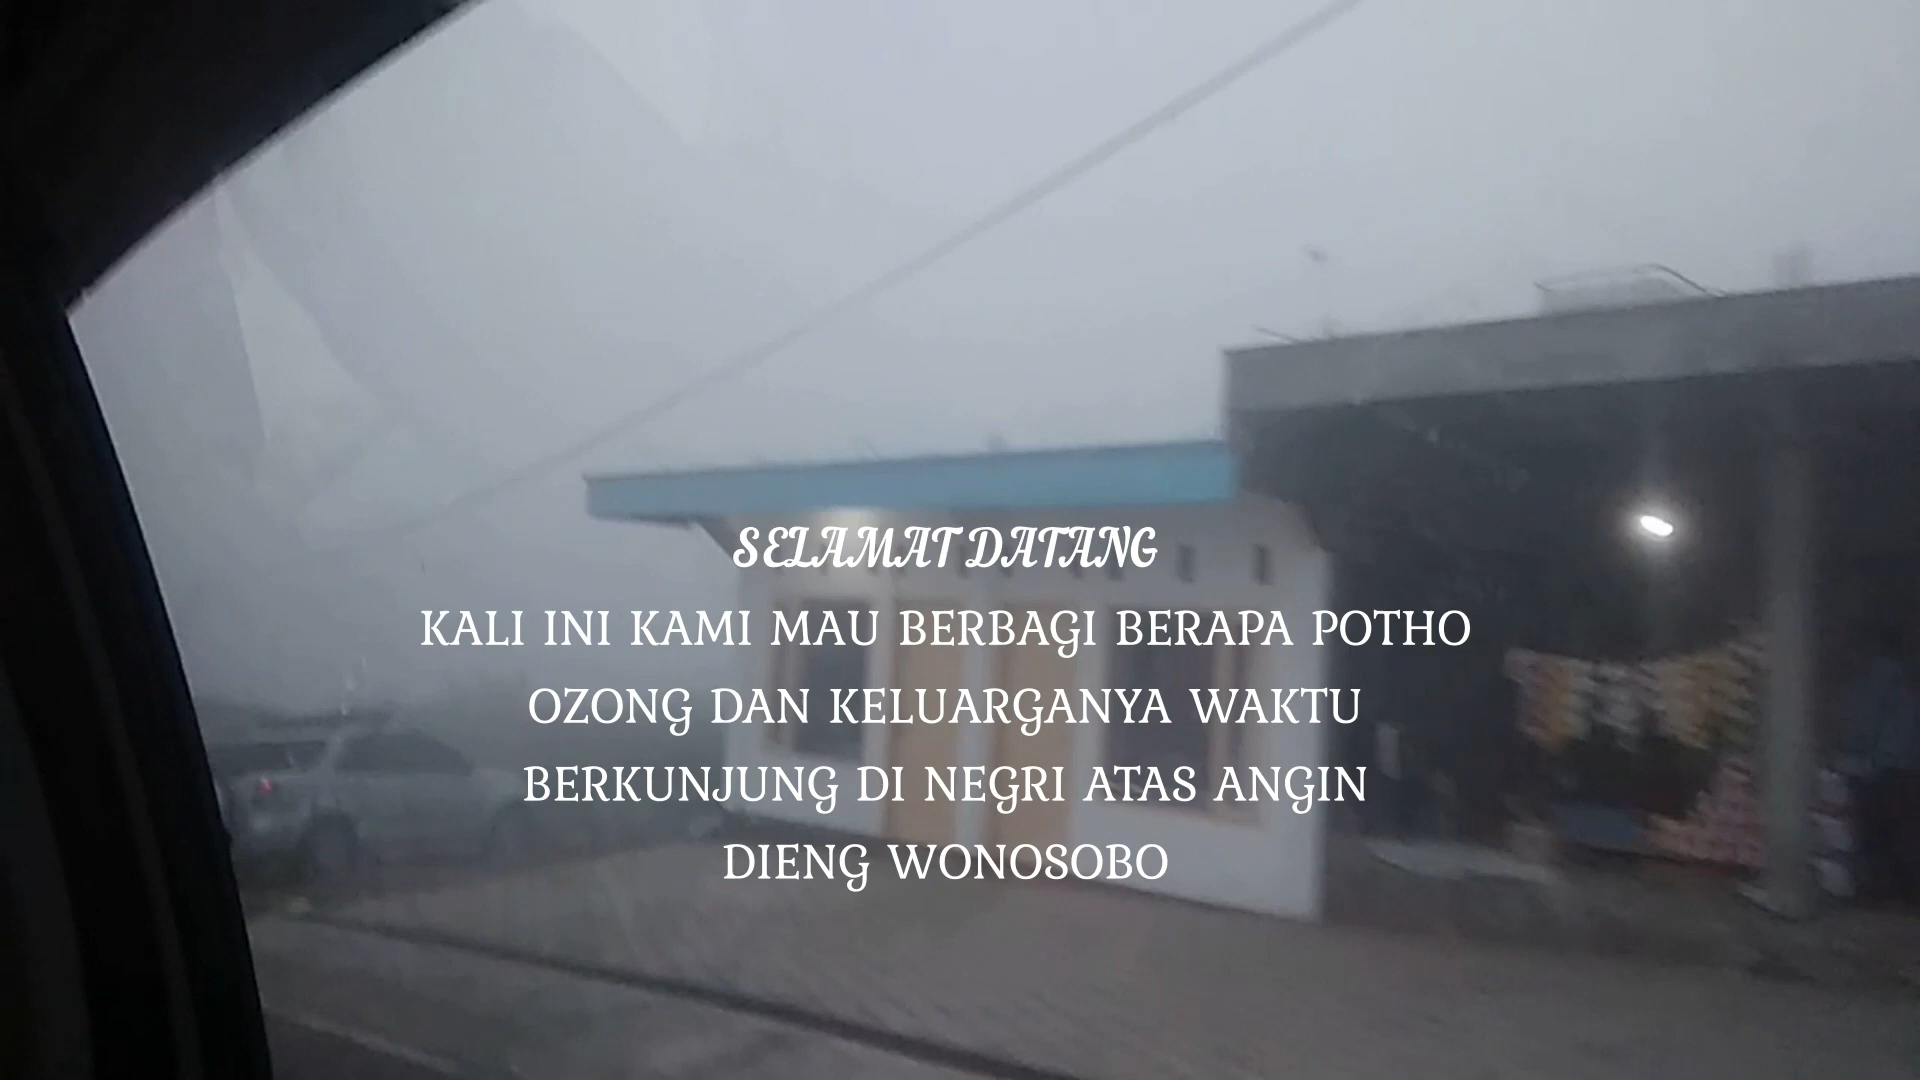 SELAMAT DATANG
KALI INI KAMI MAU BERBAGI BERAPA POTHO
OZONG DAN KELUARGANYA WAKTU
BERKUNJUNG DI NEGRI ATAS ANGIN
DIENG WONOSOBO